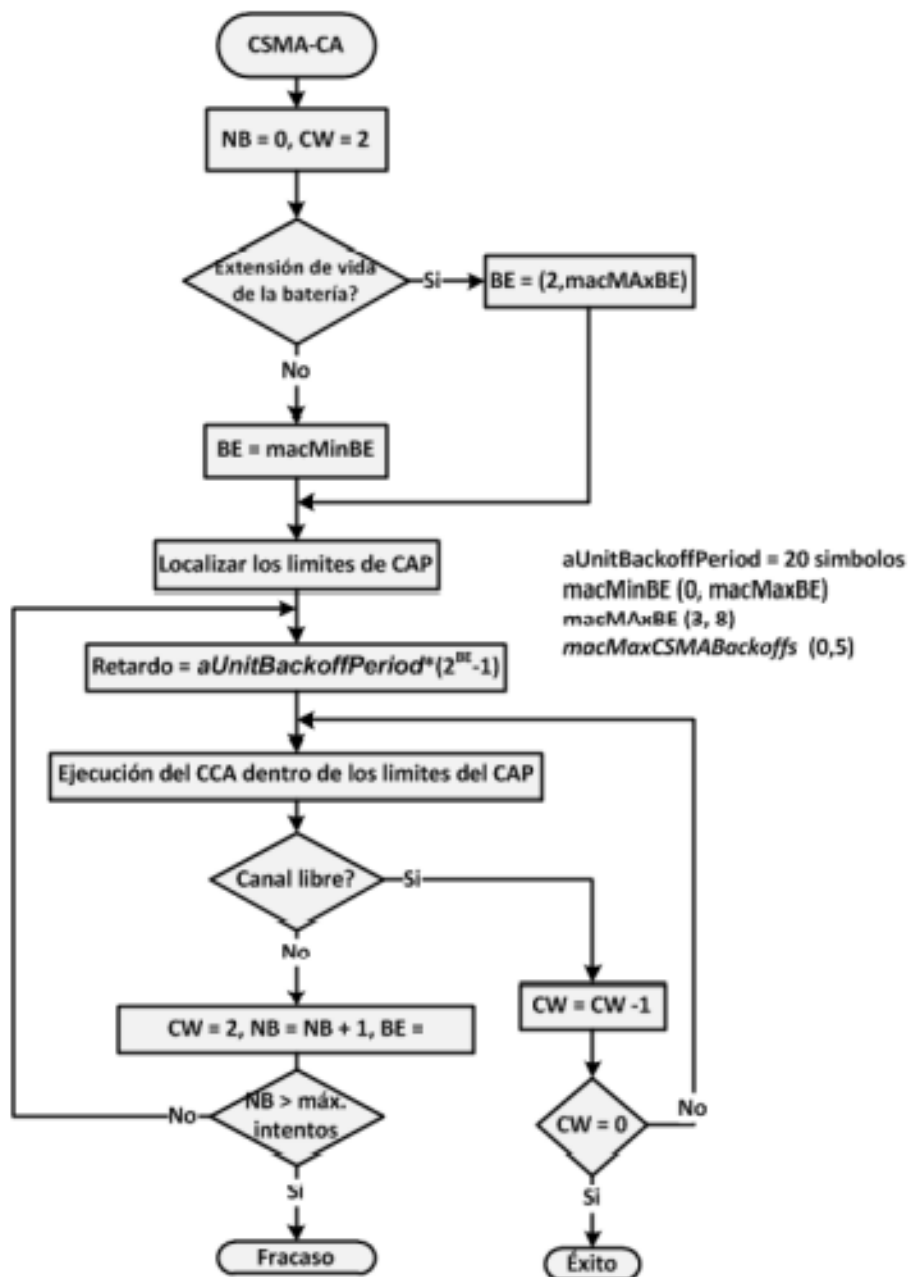 CSMA-CA
NB = 0, CW = 2
Extensión de vida
de la batería?
Si
BE = (2,macMAxBE)
No
BE = macMinBE
Localizar los limites de CAP
aUnitBackoffPeriod = 20 simbolos
macMinBE (0, macMaxBE)
macMAxBE (3, 8)
macMaxCSMABackoffs (0,5)
Retardo = aUnitBackoffPeriod*(2^BE-1)
Ejecución del CCA dentro de los limites del CAP
Canal libre?
Si
No
CW = CW -1
CW = 2, NB = NB + 1, BE =
NB > máx.
intentos
No
CW = 0
No
Si
Si
Fracaso
Éxito